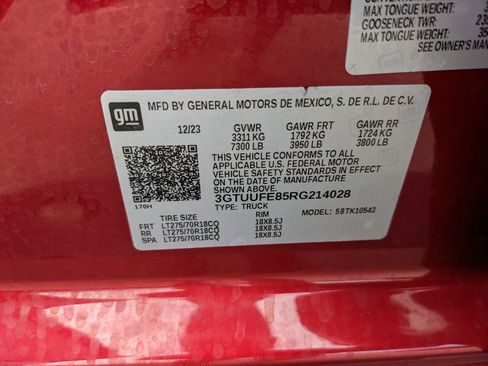 MAX TONGUE WEIGHT:
GOOSENECK TWR:
MAX TONGUE WEIGHT:
SEE OWNER'S
gm
MFD BY GENERAL MOTORS DE MEXICO, S. DE R.L. DE C.V.
12/23 GVWR GAWR FRT GAWR RR
3311 KG 1792 KG 1724 KG
7300 LB 3950 LB 3800 LB
THIS VEHICLE CONFORMS TO ALL
APPLICABLE U.S. FEDERAL MOTOR
VEHICLE SAFETY STANDARDS IN
EFFECT ON THE DATE OF MANUFACTURE
SHOWN ABOVE
3GTUUFE85RG214028
TYPE: TRUCK MODEL: 58TK10543
170H
TIRE SIZE RIM
FRT LT275/70R18CQ 18X8.5J
RR LT275/70R18CQ 18X8.5J
SPA LT275/70R18CQ 18X8.5J